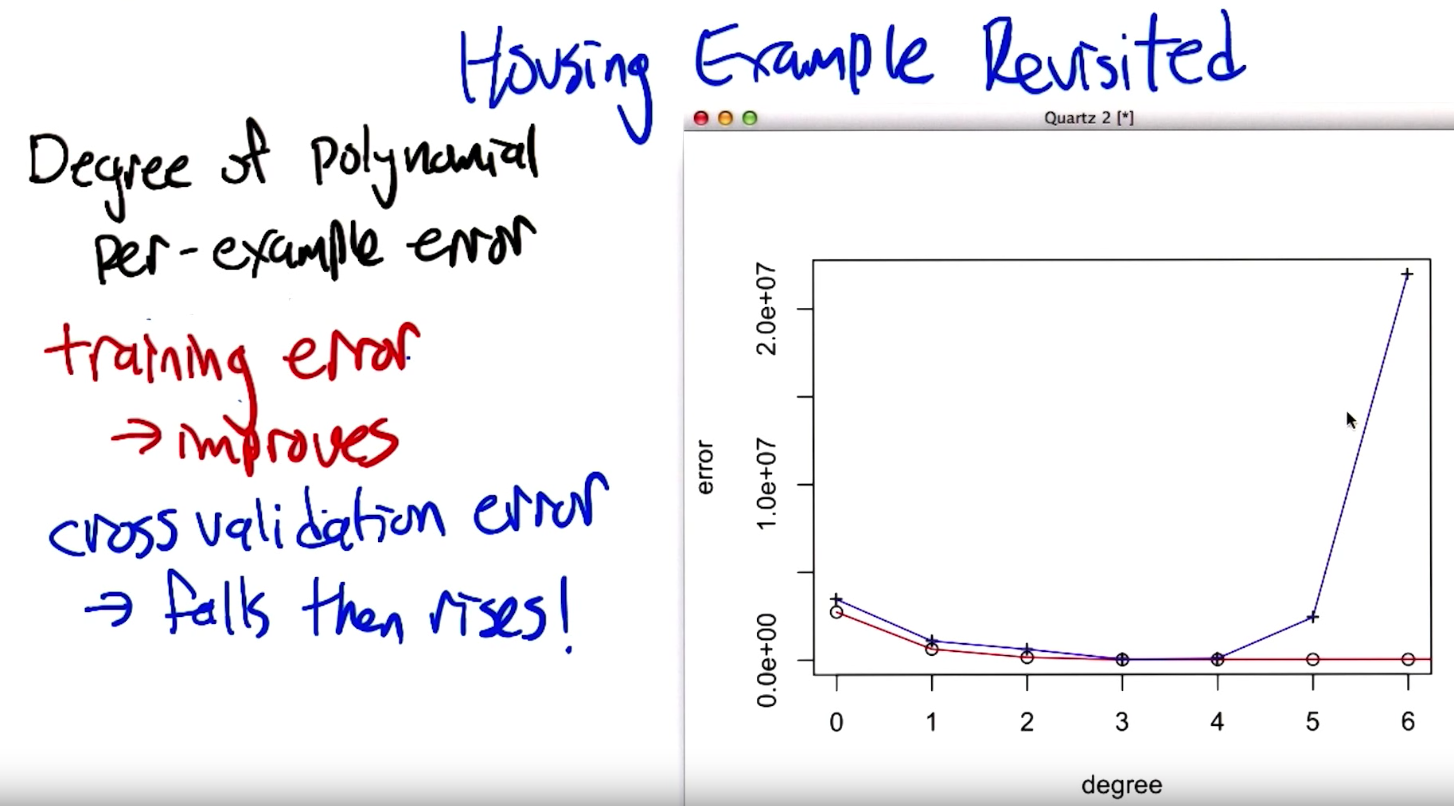 Housing Example Revisited
Degree of polynomial
per-example error
training error
→ improves
cross validation error
→ falls then rises!
Quartz 2 [*]
2.0e+07
1.0e+07
0.0e+00
error
0 1 2 3 4 5 6
degree